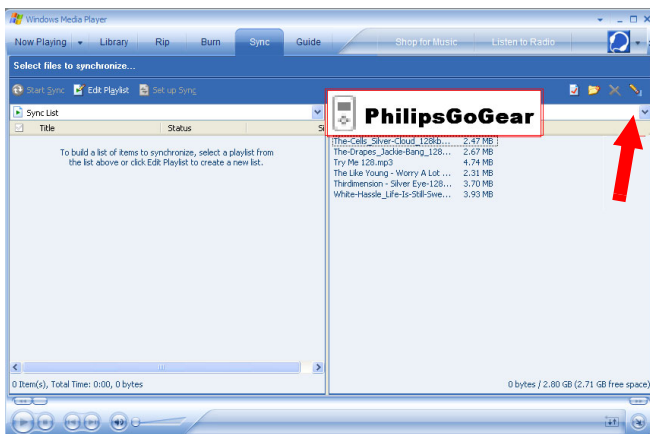 Windows Media Player
Now Playing Library Rip Burn Sync Guide Shop for Music Listen to Radio
Select files to synchronize...
Start Sync Edit Playlist Set up Sync
Sync List
PhilipsGoGear
Title Status Si
To build a list of items to synchronize, select a playlist from
the list above or click Edit Playlist to create a new list.
The-Cells_Silver-Cloud_128kb... 2.47 MB
The-Drapes_Jackie-Bang_128... 2.67 MB
Try Me 128.mp3 4.74 MB
The Like Young - Worry A Lot ... 2.31 MB
Thirdimension - Silver Eye-128... 3.70 MB
White-Hassle_Life-Is-Still-Swe... 3.93 MB
0 Item(s), Total Time: 0:00, 0 bytes
0 bytes / 2.80 GB (2.71 GB free space)